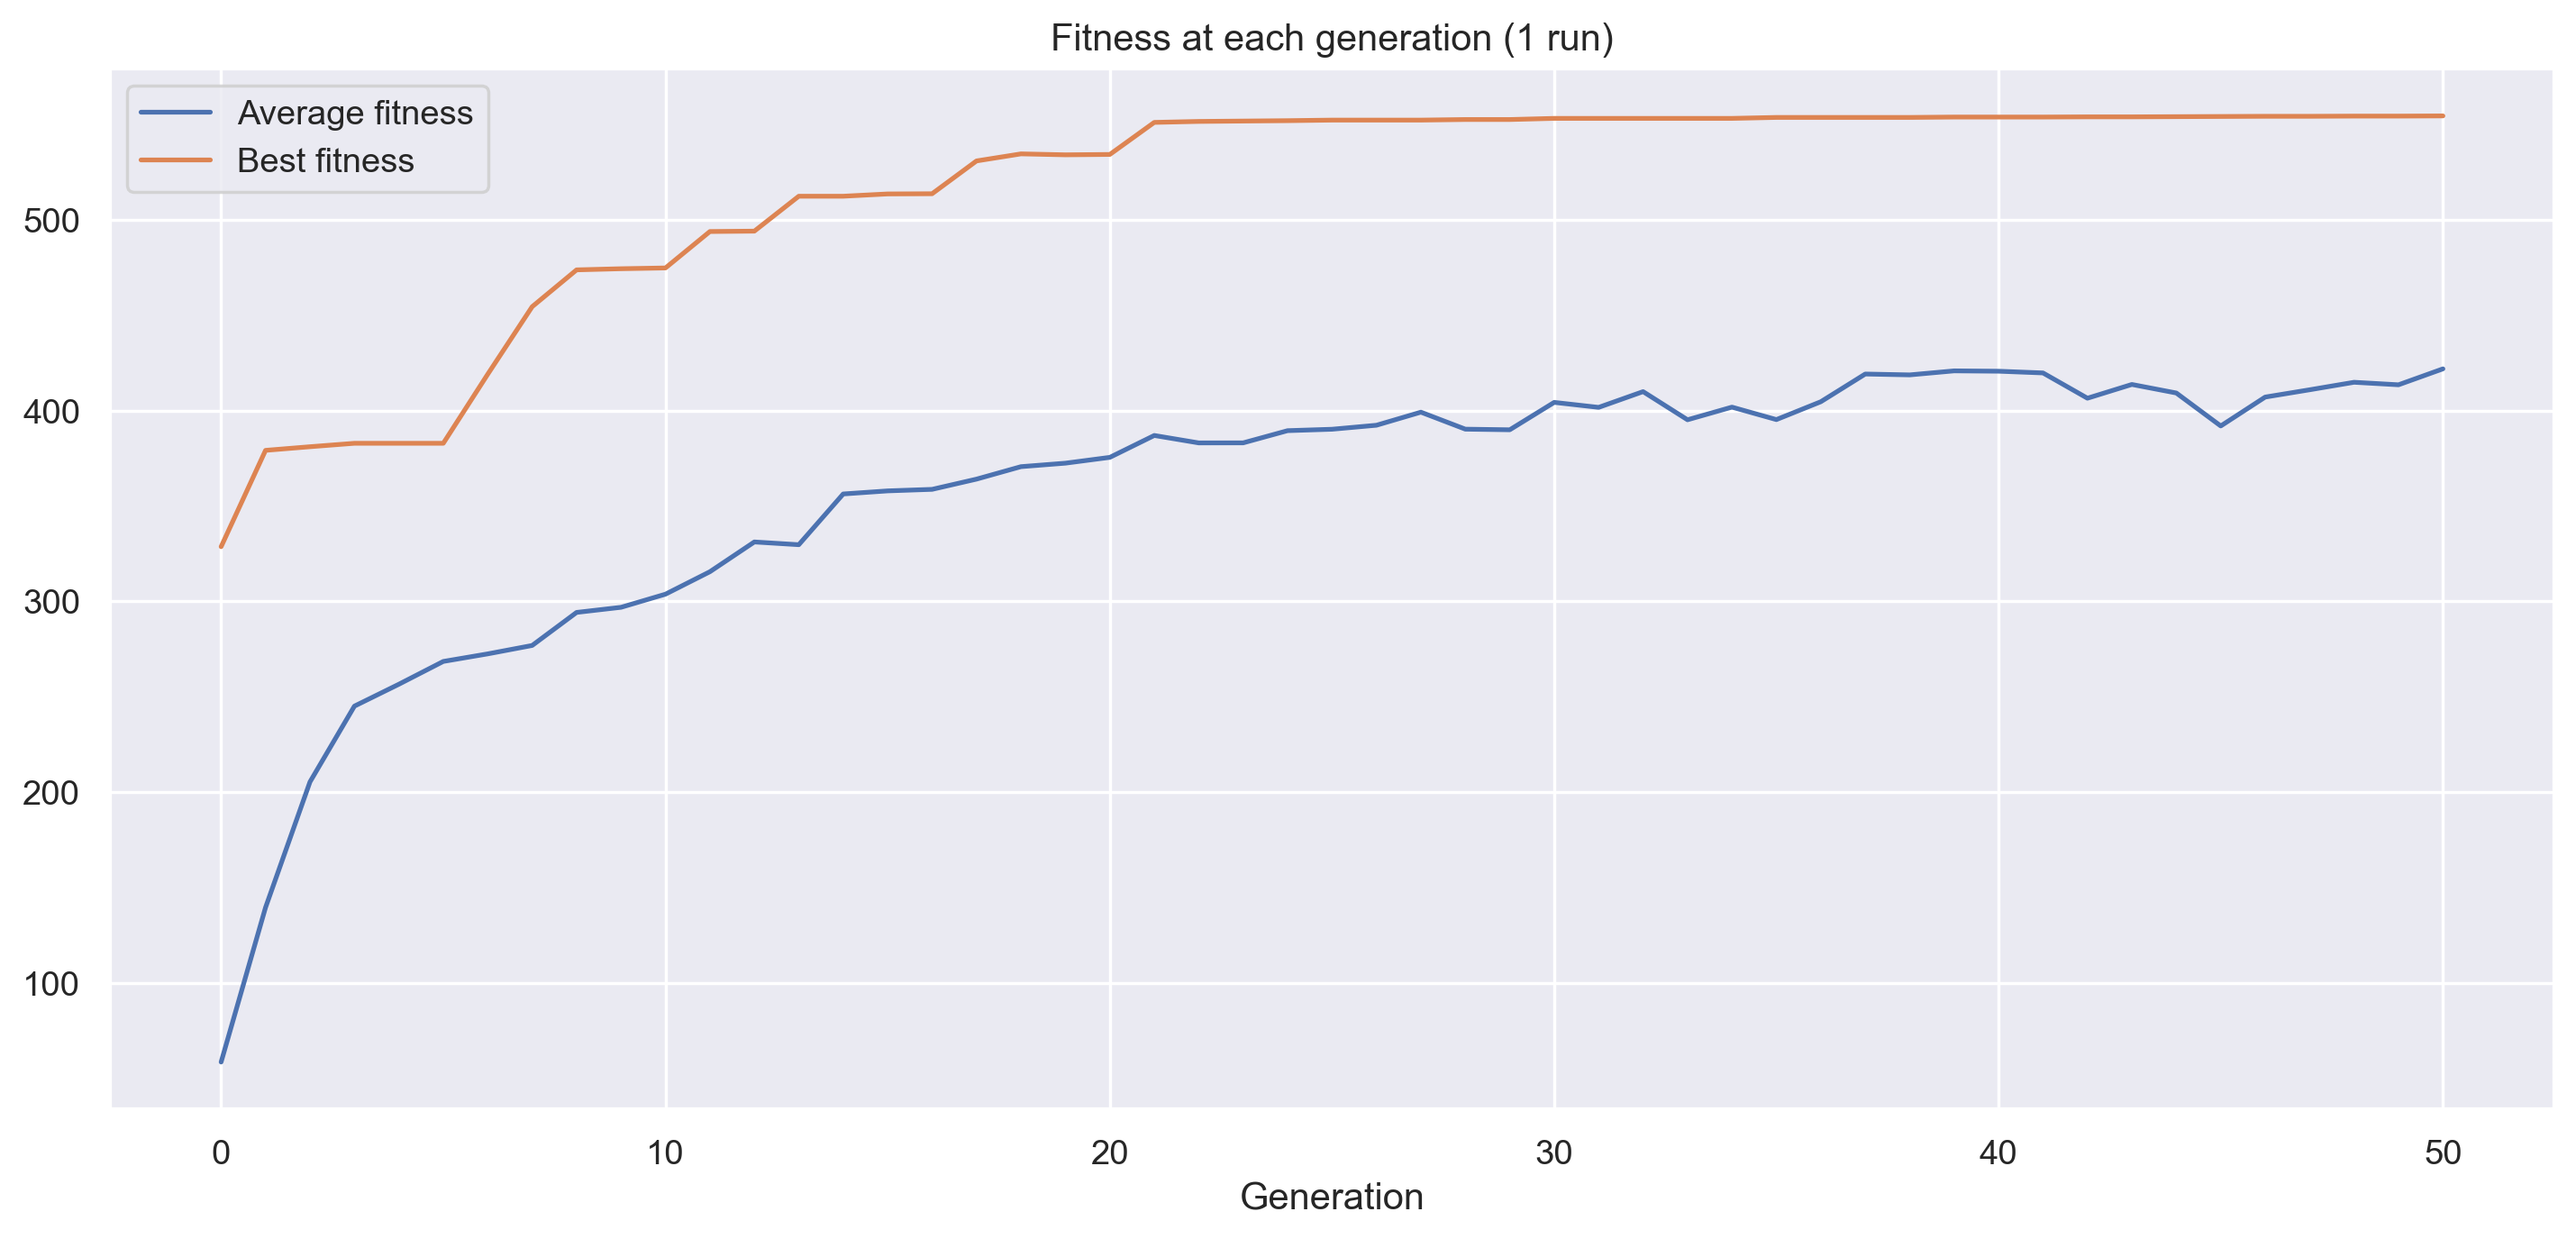 Fitness at each generation (1 run)
Average fitness
Best fitness
500
400
300
200
100
0 10 20 30 40 50
Generation